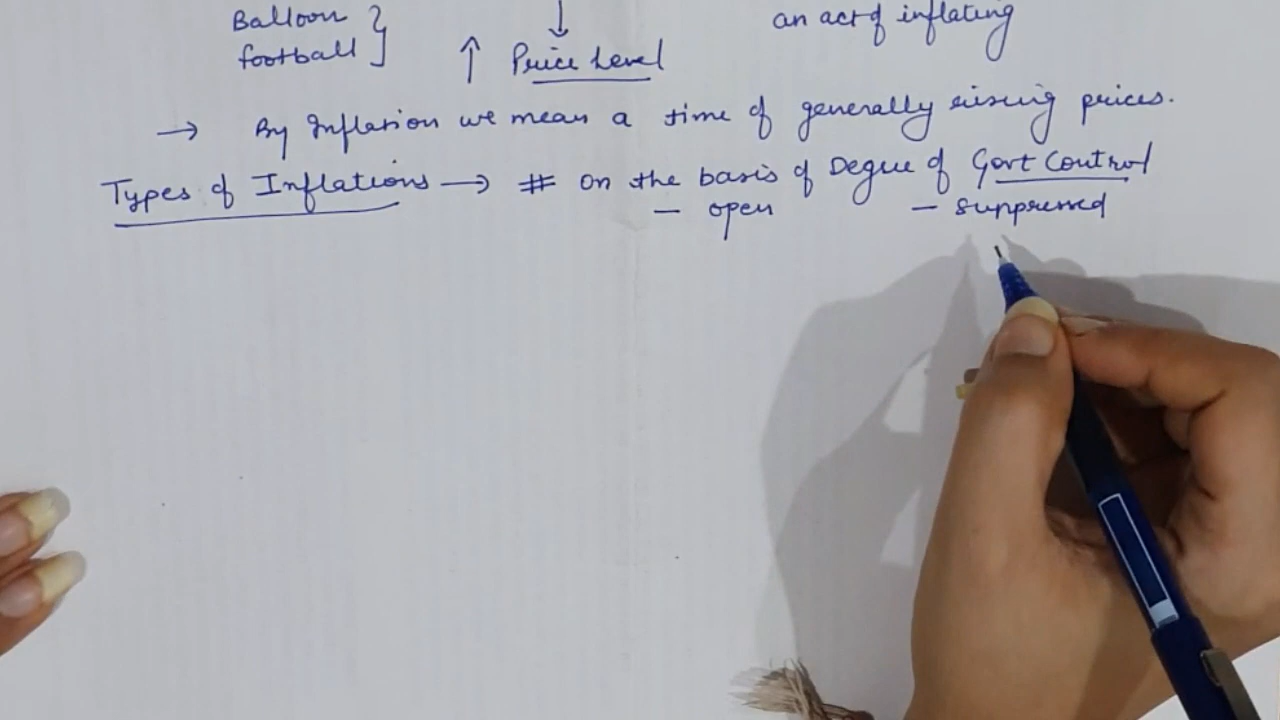 Balloon
football }
↓
an act of inflating
↑ Price Level
→ By Inflation we mean a time of generally rising prices.
Types of Inflations → # On the basis of Degree of Govt Control
- open - suppressed